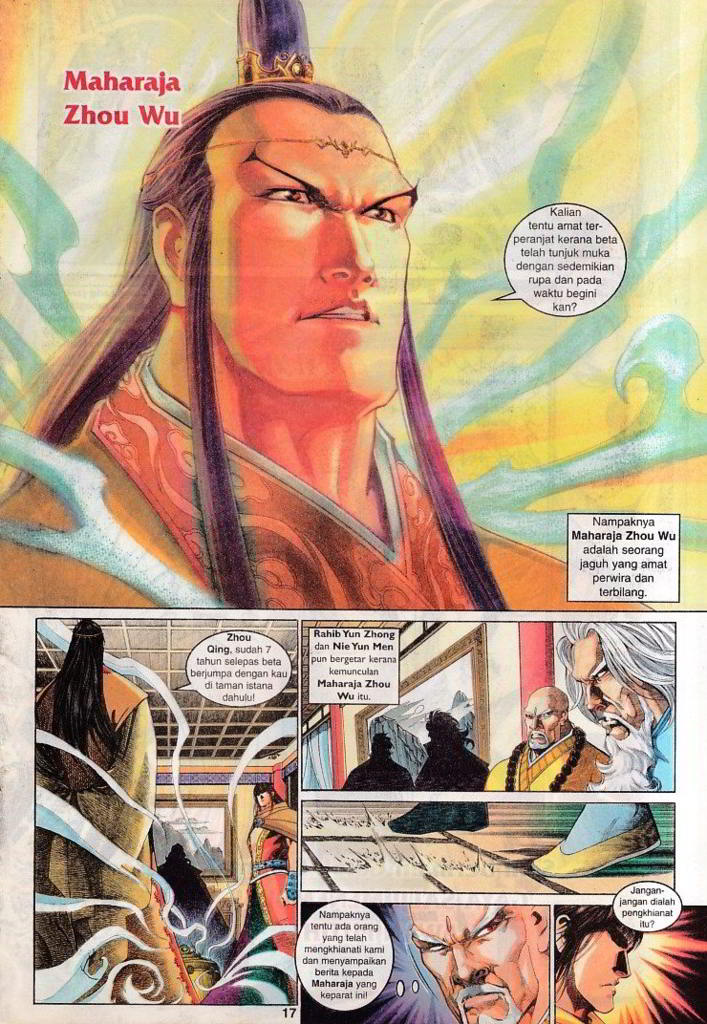 Maharaja
Zhou Wu
Kalian
tentu amat ter-
peranjat kerana beta
telah tunjuk muka
dengan sedemikian
rupa dan pada
waktu begini
kan?
Nampaknya
Maharaja Zhou Wu
adalah seorang
jaguh yang amat
perwira dan
terbilang.
Zhou
Qing, sudah 7
tahun selepas beta
berjumpa dengan kau
di taman istana
dahulu!
Rahib Yun Zhong
dan Nie Yun Men
pun bergetar kerana
kemunculan
Maharaja Zhou
Wu itu.
Nampaknya
tentu ada orang
yang telah
mengkhianati kami
dan menyampaikan
berita kepada
Maharaja yang
keparat ini!
Jangan-
jangan dialah
pengkhianat
itu?
17